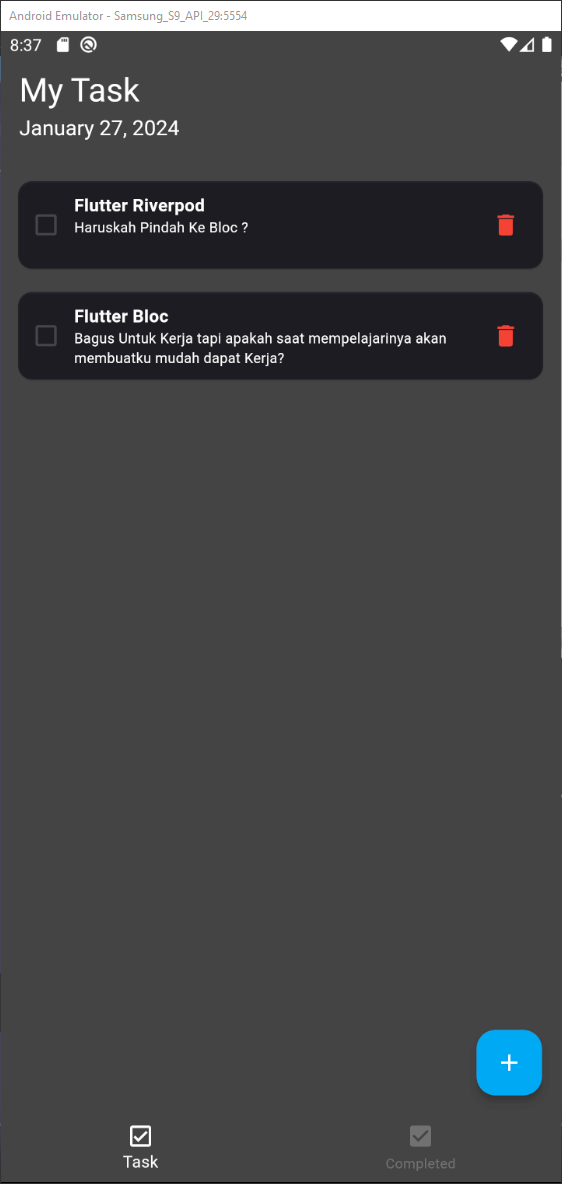 Android Emulator - Samsung_S9_API_29:5554
8:37
My Task
January 27, 2024
Flutter Riverpod
Haruskah Pindah Ke Bloc ?
Flutter Bloc
Bagus Untuk Kerja tapi apakah saat mempelajarinya akan
membuatku mudah dapat Kerja?
Task
Completed